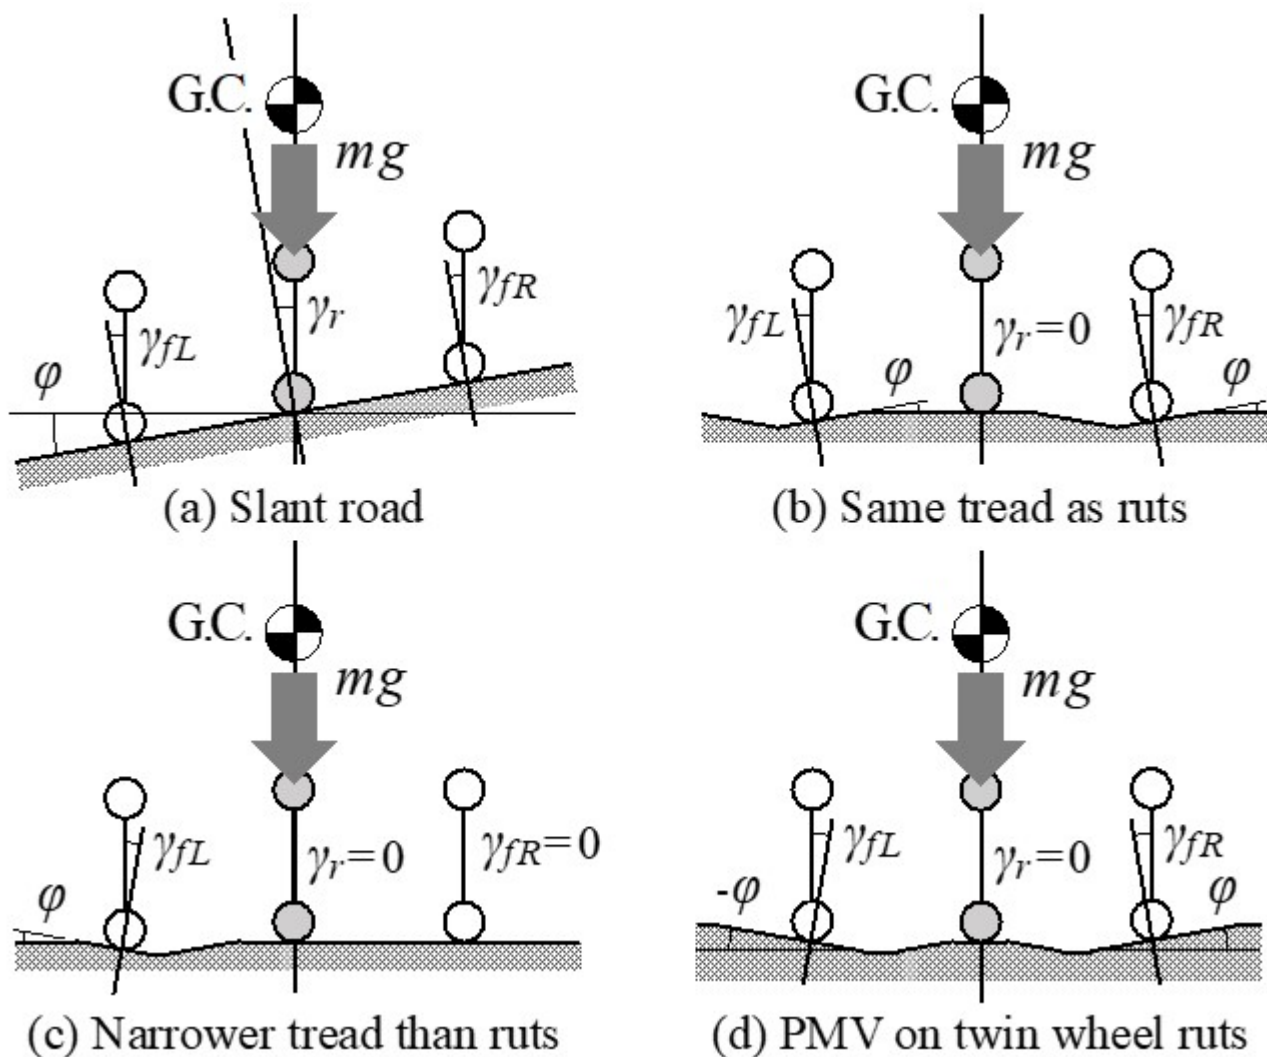 G.C.
mg
γfR
γr
γfL
φ
(a) Slant road
G.C.
mg
γfL
γr=0
γfR
φ
φ
(b) Same tread as ruts
G.C.
mg
γfL
γr=0
γfR=0
φ
(c) Narrower tread than ruts
G.C.
mg
γfL
γr=0
γfR
-φ
φ
(d) PMV on twin wheel ruts